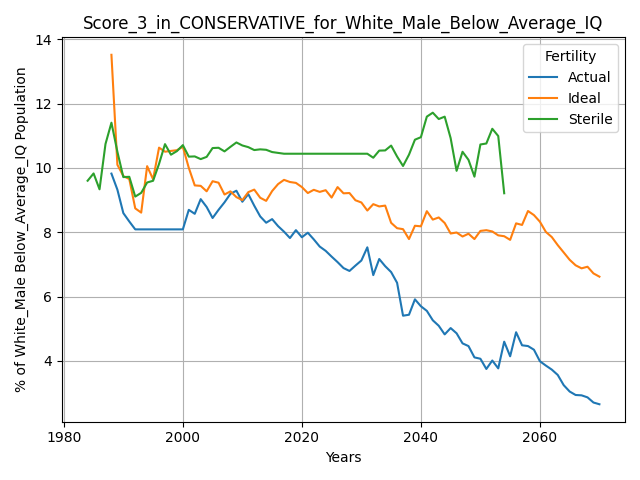 Score_3_in_CONSERVATIVE_for_White_Male_Below_Average_IQ
% of White_Male Below_Average_IQ Population
14
12
10
8
6
4
Fertility
Actual
Ideal
Sterile
1980
2000
2020
2040
2060
Years